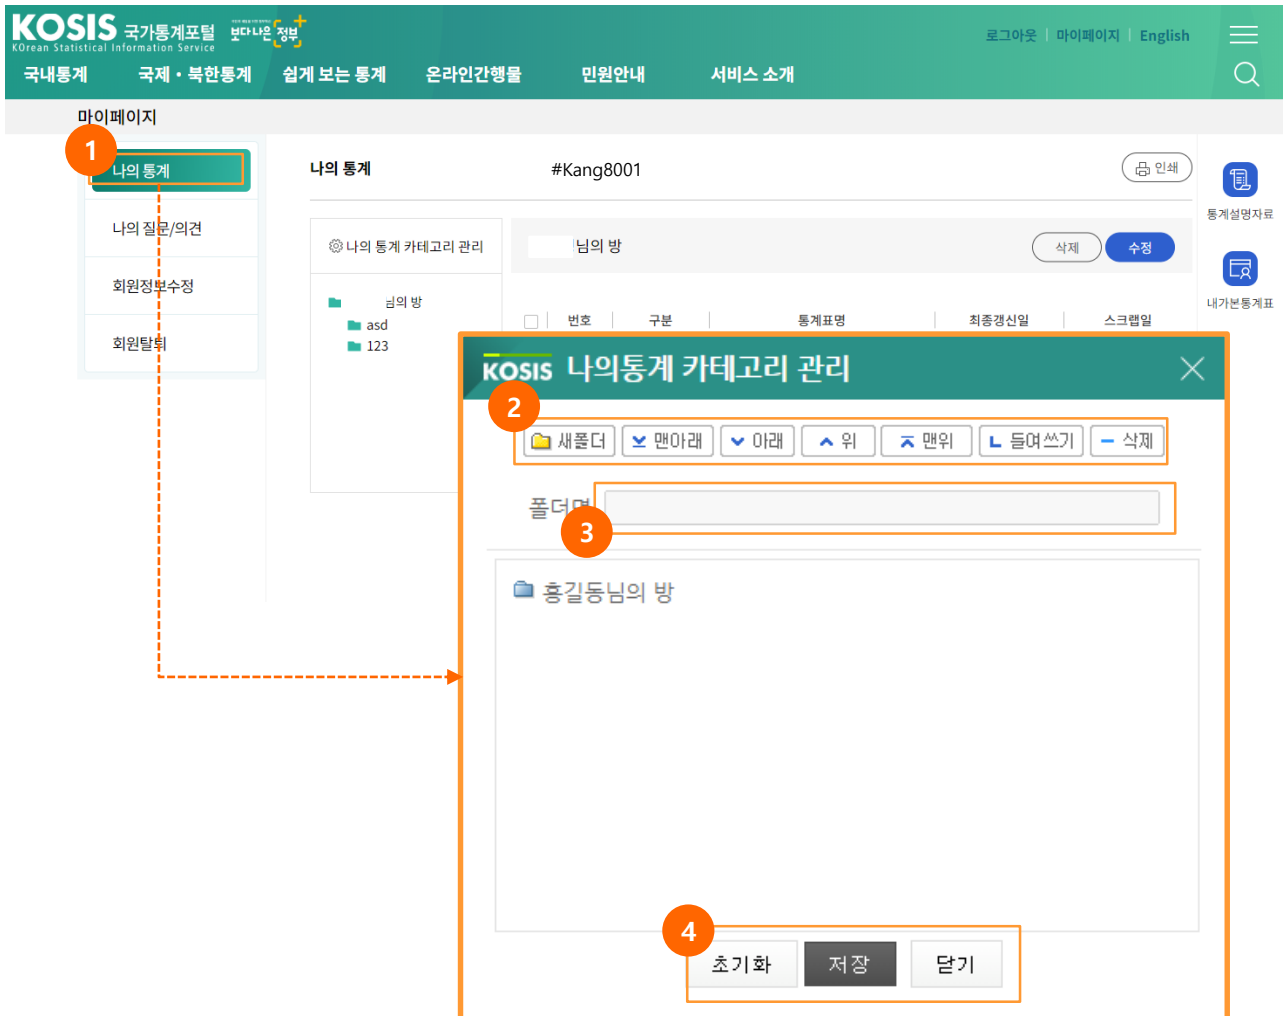 KOSIS 국가통계포털 보다나은 정부
KOrean Statistical Information Service
로그아웃 마이페이지 English
국내통계 국제・북한통계 쉽게 보는 통계 온라인간행물 민원안내 서비스 소개
마이페이지
1
나의 통계
나의 질문/의견
회원정보수정
회원탈퇴
나의 통계 #Kang8001 인쇄
나의 통계 카테고리 관리
님의 방
asd
123
님의 방 삭제 수정
번호 구분 통계표명 최종갱신일 스크랩일
통계설명자료
내가본통계표
KOSIS 나의통계 카테고리 관리
2
새폴더 맨아래 아래 위 맨위 들여쓰기 삭제
폴더명
3
홍길동님의 방
4
초기화 저장 닫기